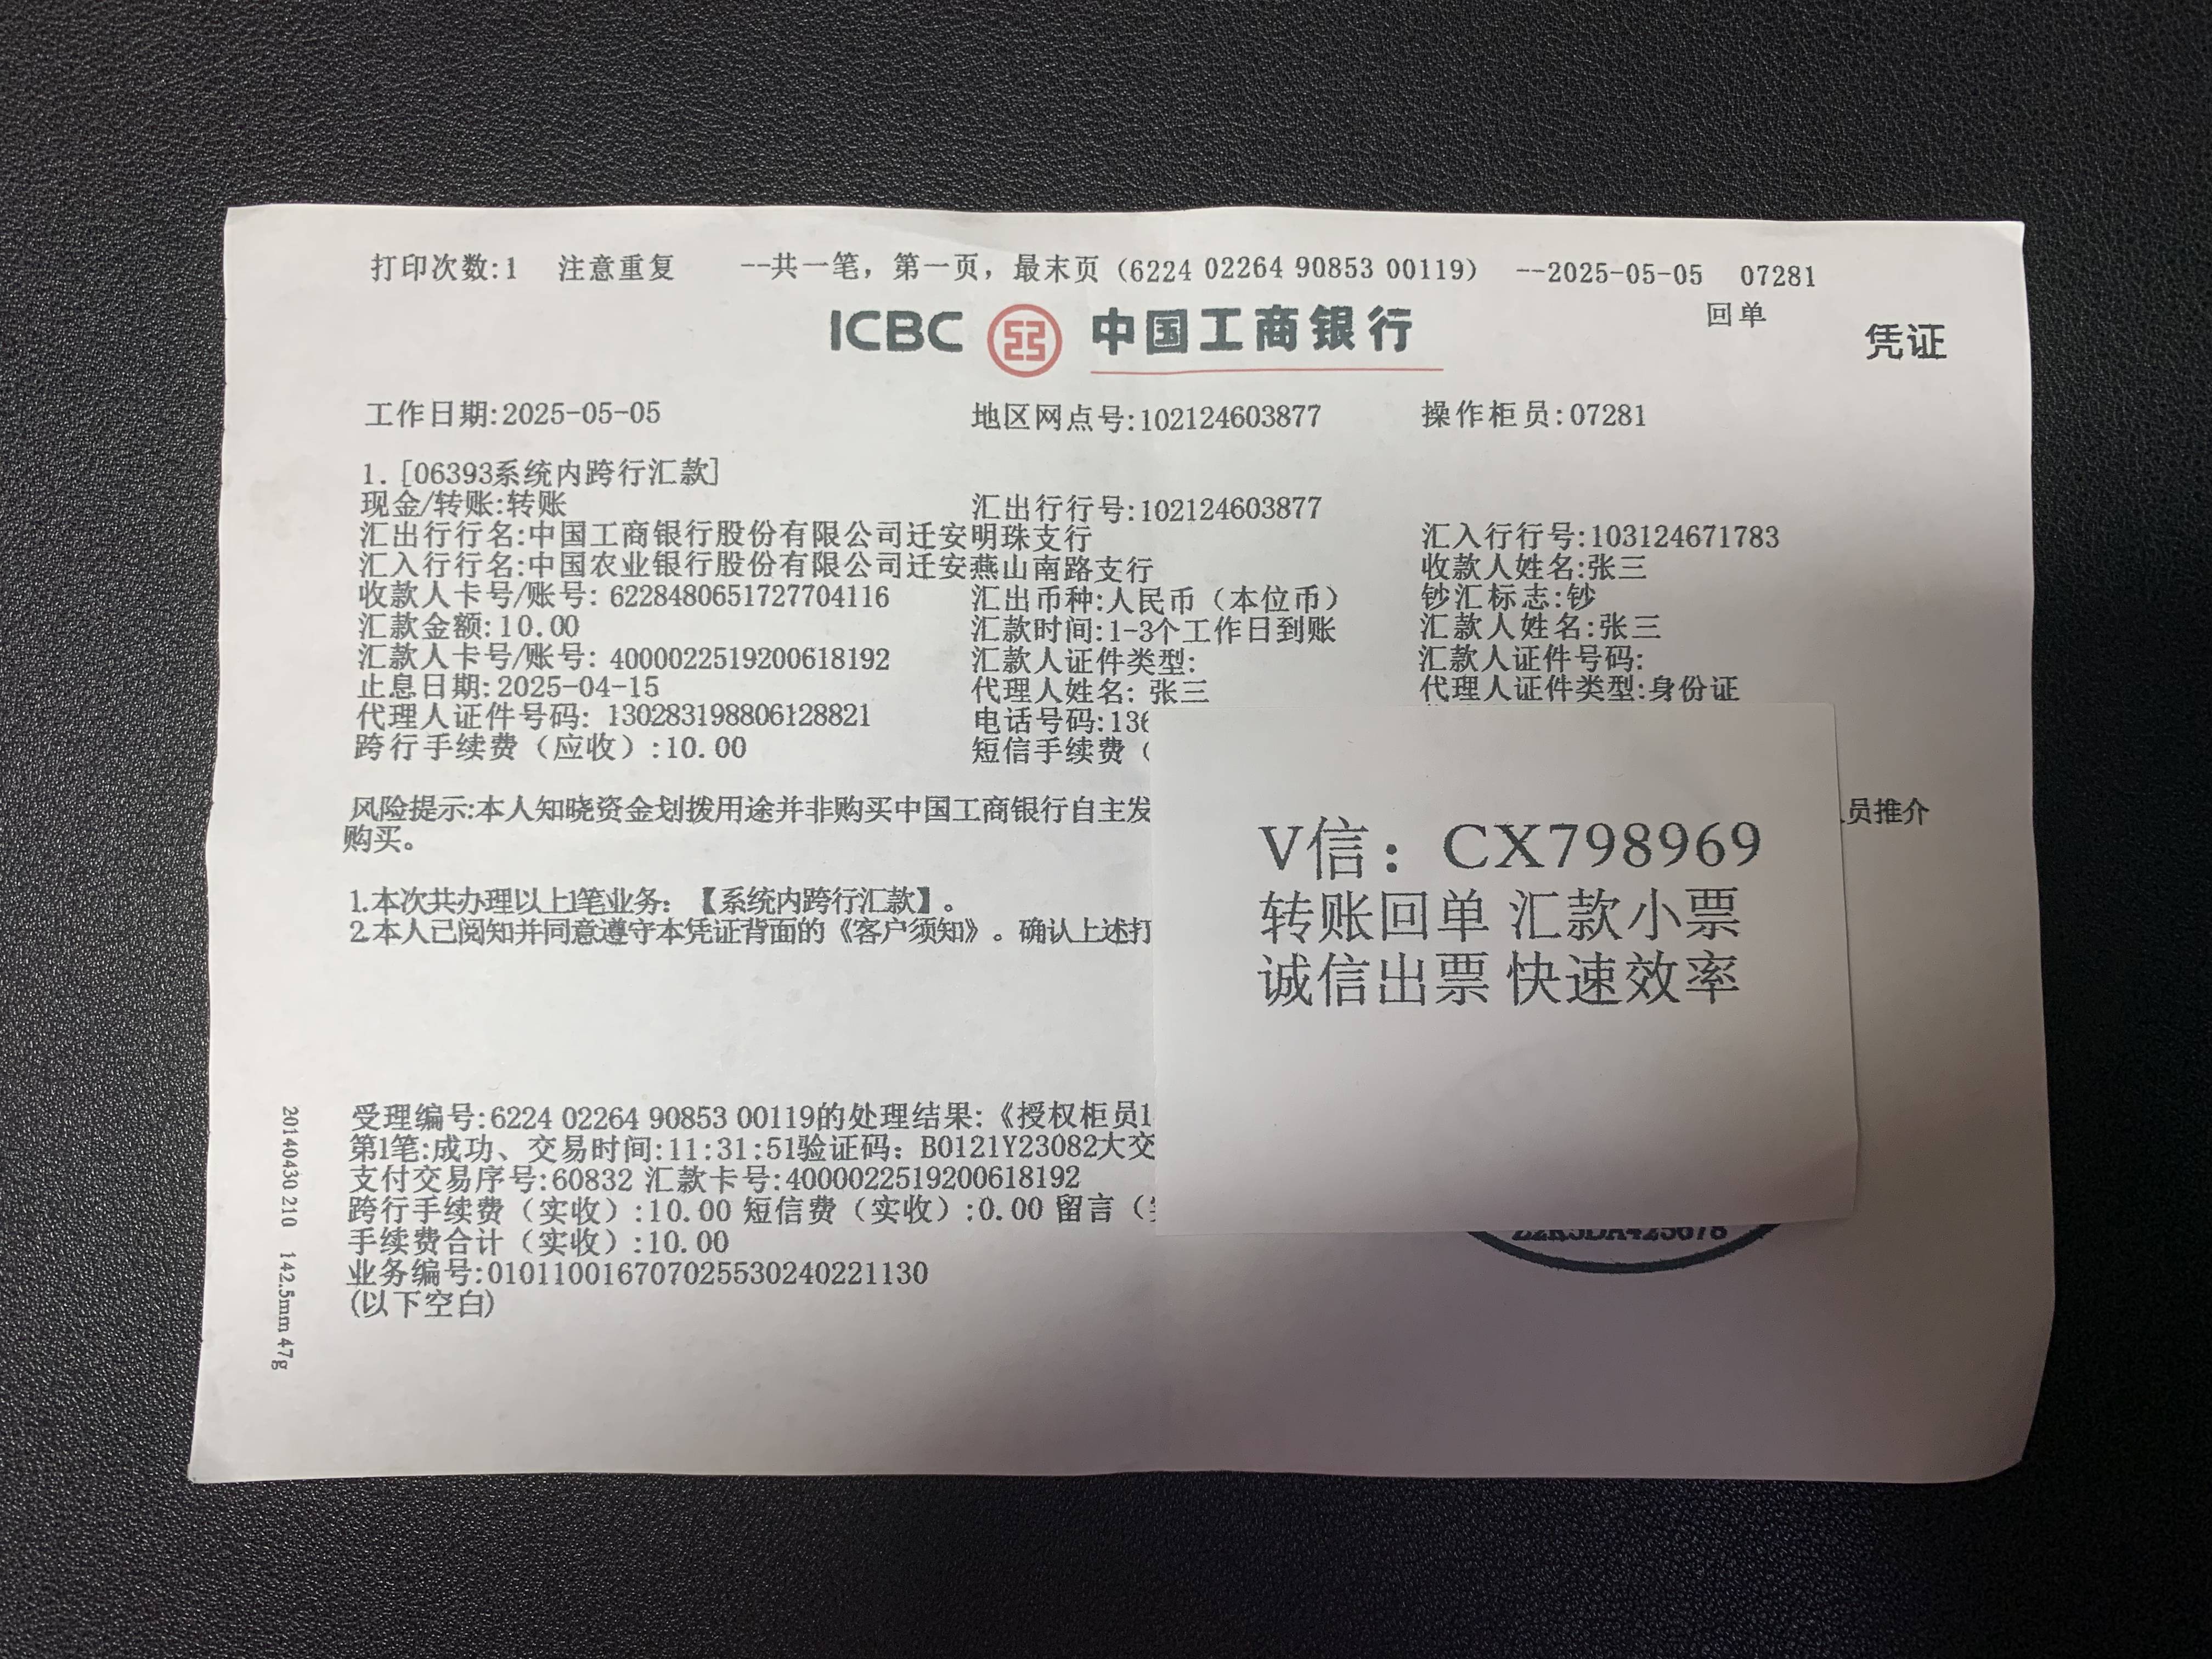 打印次数:1 注意重复 --共一笔，第一页，最末页（6224 02264 90853 00119） --2025-05-05 07281
回单
ICBC 中国工商银行
凭证
工作日期:2025-05-05 地区网点号:102124603877 操作柜员:07281
1.[06393系统内跨行汇款]
现金/转账:转账 汇出行行号:102124603877
汇出行行名:中国工商银行股份有限公司迁安明珠支行 汇入行行号:103124671783
汇入行行名:中国农业银行股份有限公司迁安燕山南路支行 收款人姓名:张三
收款人卡号/账号: 6228480651727704116 汇出币种:人民币（本位币） 钞汇标志:钞
汇款金额:10.00 汇款时间:1-3个工作日到账 汇款人姓名:张三
汇款人卡号/账号: 4000022519200618192 汇款人证件类型: 汇款人证件号码:
止息日期:2025-04-15 代理人姓名: 张三 代理人证件类型:身份证
代理人证件号码: 130283198806128821 电话号码:136
跨行手续费（应收）:10.00 短信手续费（
风险提示:本人知晓资金划拨用途并非购买中国工商银行自主发 员推介
购买。
1.本次共办理以上1笔业务:【系统内跨行汇款】。
2.本人已阅知并同意遵守本凭证背面的《客户须知》。确认上述打
V信：CX798969
转账回单 汇款小票
诚信出票 快速效率
受理编号:6224 02264 90853 00119的处理结果:《授权柜员1
第1笔:成功、交易时间:11:31:51验证码：B0121Y23082大交
支付交易序号:60832 汇款卡号:4000022519200618192
跨行手续费（实收）:10.00 短信费（实收）:0.00 留言（
手续费合计（实收）:10.00
业务编号:0101100167070255302402211​30
(以下空白)
20140430 210 142.5mm 47g